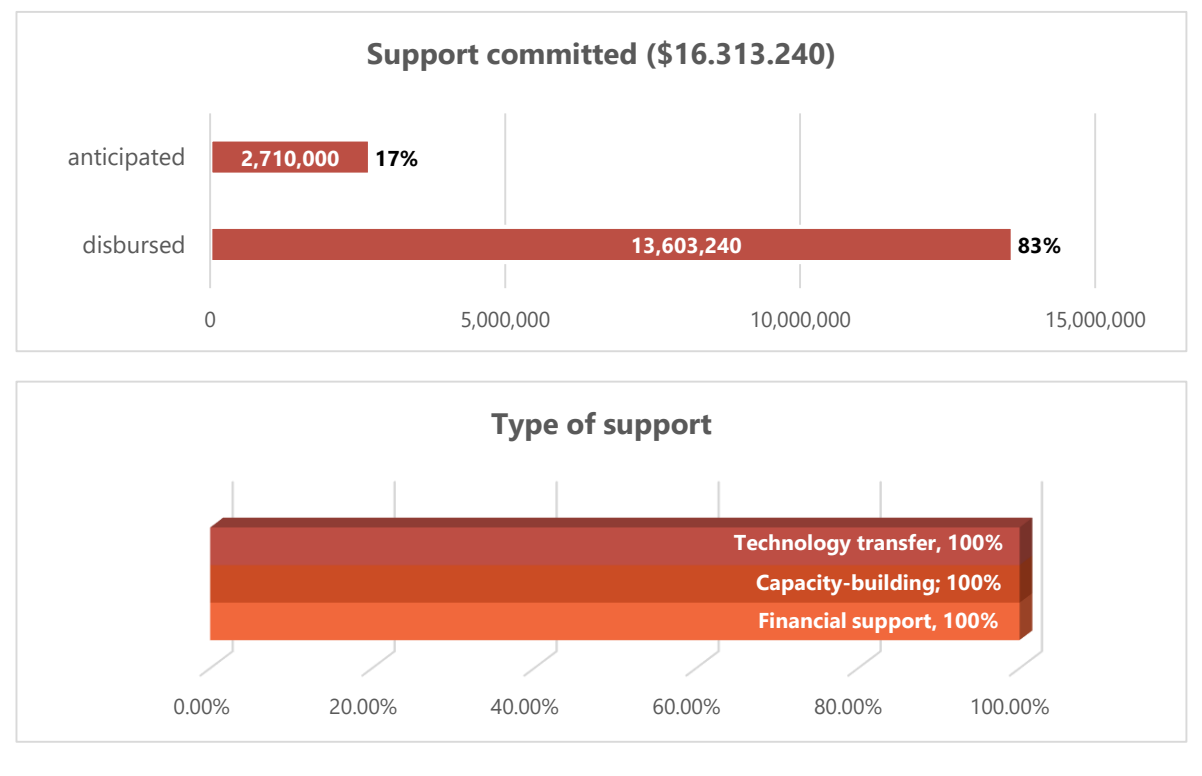 Support committed ($16.313.240)
anticipated 2,710,000 17%
disbursed 13,603,240 83%
0 5,000,000 10,000,000 15,000,000
Type of support
Technology transfer, 100%
Capacity-building; 100%
Financial support, 100%
0.00% 20.00% 40.00% 60.00% 80.00% 100.00%